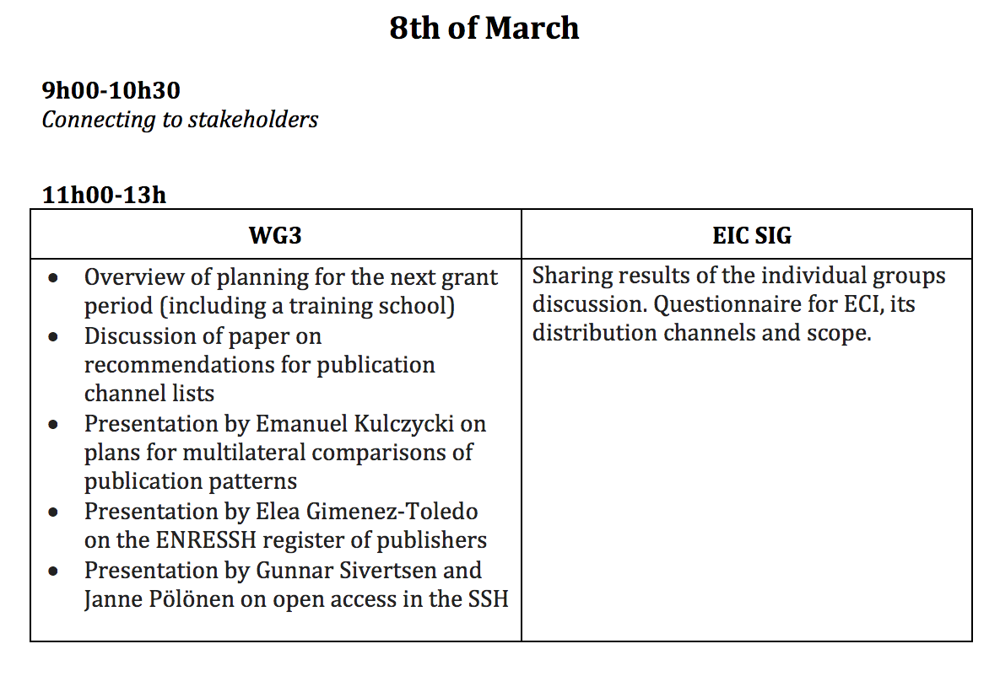 8th of March
9h00-10h30
Connecting to stakeholders
11h00-13h
WG3
• Overview of planning for the next grant
period (including a training school)
• Discussion of paper on
recommendations for publication
channel lists
• Presentation by Emanuel Kulczycki on
plans for multilateral comparisons of
publication patterns
• Presentation by Elea Gimenez-Toledo
on the ENRESSH register of publishers
• Presentation by Gunnar Sivertsen and
Janne Pölönen on open access in the SSH
EIC SIG
Sharing results of the individual groups
discussion. Questionnaire for ECI, its
distribution channels and scope.